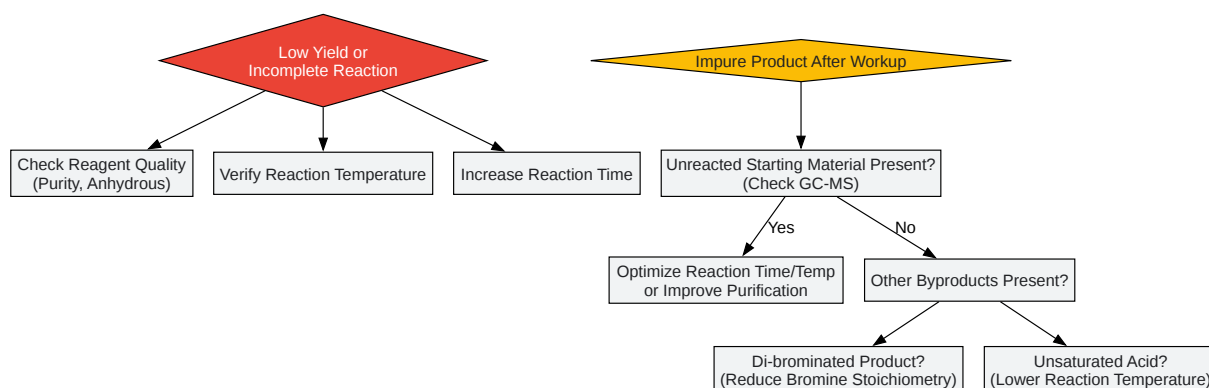 Low Yield or
Incomplete Reaction
Impure Product After Workup
Check Reagent Quality
(Purity, Anhydrous)
Verify Reaction Temperature
Increase Reaction Time
Unreacted Starting Material Present?
(Check GC-MS)
Yes
No
Optimize Reaction Time/Temp
or Improve Purification
Other Byproducts Present?
Di-brominated Product?
(Reduce Bromine Stoichiometry)
Unsaturated Acid?
(Lower Reaction Temperature)